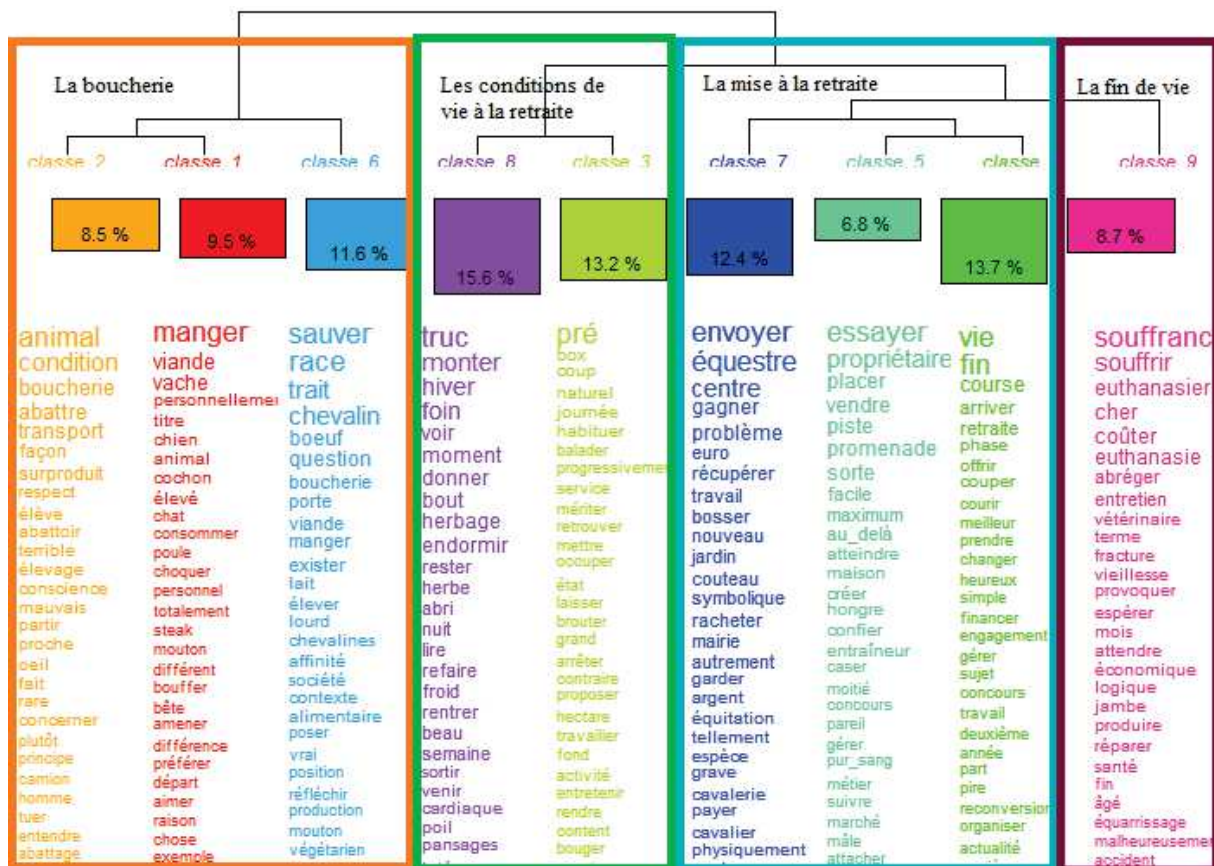 La boucherie
Les conditions de
vie à la retraite
La mise à la retraite
La fin de vie
classe 2
classe 1
classe 6
classe 8
classe 3
classe 7
classe 5
classe
classe 9
8.5 %
9.5 %
11.6 %
15.6 %
13.2 %
12.4 %
6.8 %
13.7 %
8.7 %
animal
condition
boucherie
abattre
transport
façon
surproduit
respect
élève
abattoir
terrible
élevage
conscience
mauvais
partir
proche
oeil
fait
rare
concerner
plutôt
principe
camion
homme
tuer
entendre
abattage
manger
viande
vache
personnellemen
titre
chien
animal
cochon
élevé
chat
consommer
poule
choquer
personnel
totalement
steak
mouton
différent
bouffer
bête
amener
différence
préférer
départ
aimer
raison
chose
exemple
sauver
race
trait
chevalin
boeuf
question
boucherie
porte
viande
manger
exister
lait
élever
lourd
chevalines
affinité
société
contexte
alimentaire
poser
vrai
position
réfléchir
production
mouton
végétarien
truc
monter
hiver
foin
voir
moment
donner
bout
herbage
endormir
rester
herbe
abri
nuit
lire
refaire
froid
rentrer
beau
semaine
sortir
venir
cardiaque
poil
pansages
pré
box
coup
naturel
journée
habituer
balader
progressivemen
service
mériter
retrouver
mettre
occuper
état
laisser
brouter
grand
arrêter
contraire
proposer
hectare
travailler
fond
activité
entretenir
rendre
content
bouger
envoyer
équestre
centre
gagner
problème
euro
récupérer
travail
bosser
nouveau
jardin
couteau
symbolique
racheter
mairie
autrement
garder
argent
équitation
tellement
espèce
grave
cavalerie
payer
cavalier
physiquement
essayer
propriétaire
placer
vendre
piste
promenade
sorte
facile
maximum
au_delà
atteindre
maison
créer
hongre
confier
entraîneur
caser
moitié
concours
pareil
gérer
pur_sang
métier
suivre
marché
mâle
attacher
vie
fin
course
arriver
retraite
phase
offrir
couper
courir
meilleur
prendre
changer
heureux
simple
financer
engagement
gérer
sujet
concours
travail
deuxième
année
part
pire
reconversion
organiser
actualité
souffranc
souffrir
euthanasier
cher
coûter
euthanasie
abréger
entretien
vétérinaire
terme
fracture
vieillesse
provoquer
espérer
mois
attendre
économique
logique
jambe
produire
réparer
santé
fin
âgé
équarrissage
malheureusemen
accident